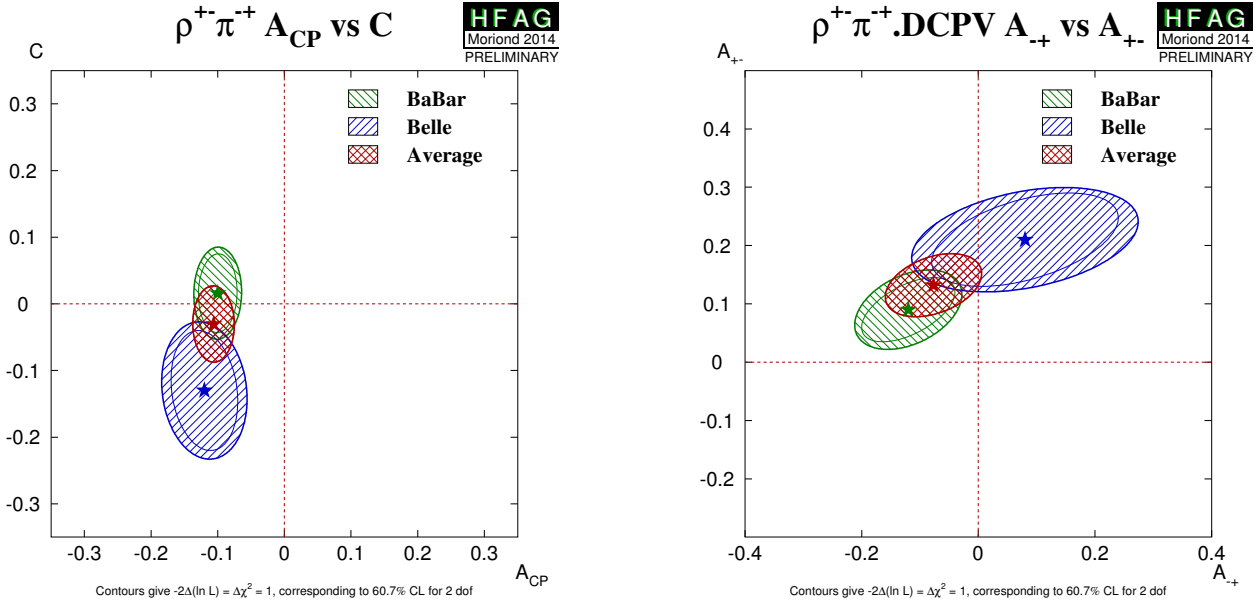 ρ⁺⁻π⁻⁺ A_CP vs C
HFAG
Moriond 2014
PRELIMINARY
C
0.3
0.2
0.1
0
-0.1
-0.2
-0.3
BaBar
Belle
Average
-0.3 -0.2 -0.1 0 0.1 0.2 0.3
A_CP
Contours give -2Δ(ln L) = Δχ² = 1, corresponding to 60.7% CL for 2 dof
ρ⁺⁻π⁻⁺.DCPV A₋₊ vs A₊₋
HFAG
Moriond 2014
PRELIMINARY
A₊₋
0.4
0.3
0.2
0.1
0
-0.1
-0.2
BaBar
Belle
Average
-0.4 -0.2 0 0.2 0.4
A₋₊
Contours give -2Δ(ln L) = Δχ² = 1, corresponding to 60.7% CL for 2 dof